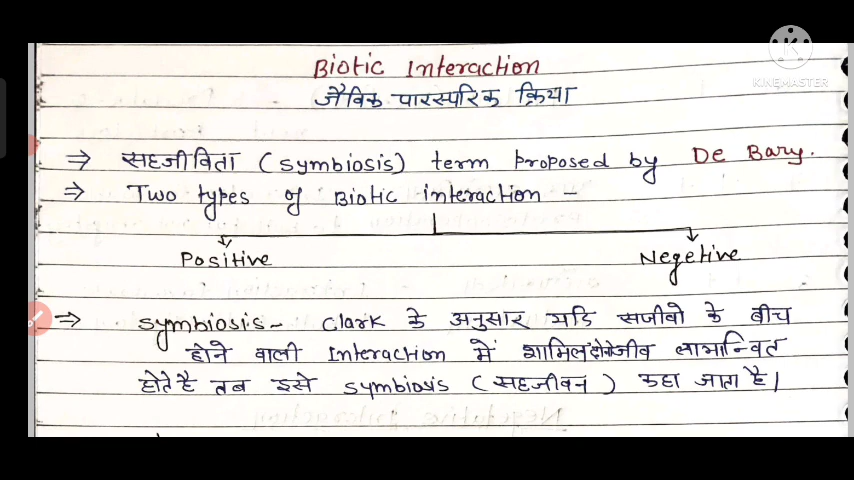 KINEMASTER
Biotic Interaction
जैविक पारस्परिक क्रिया
⇒ सहजीविता (symbiosis) term proposed by De Bary.
⇒ Two types of Biotic interaction -
Positive Negetive
⇒ symbiosis - Clark के अनुसार यदि सजीवो के बीच
होने वाली Interaction में शामिल दोनोंजीव लाभान्वित
होते है तब इसे symbiosis (सहजीवन) कहा जाता है।